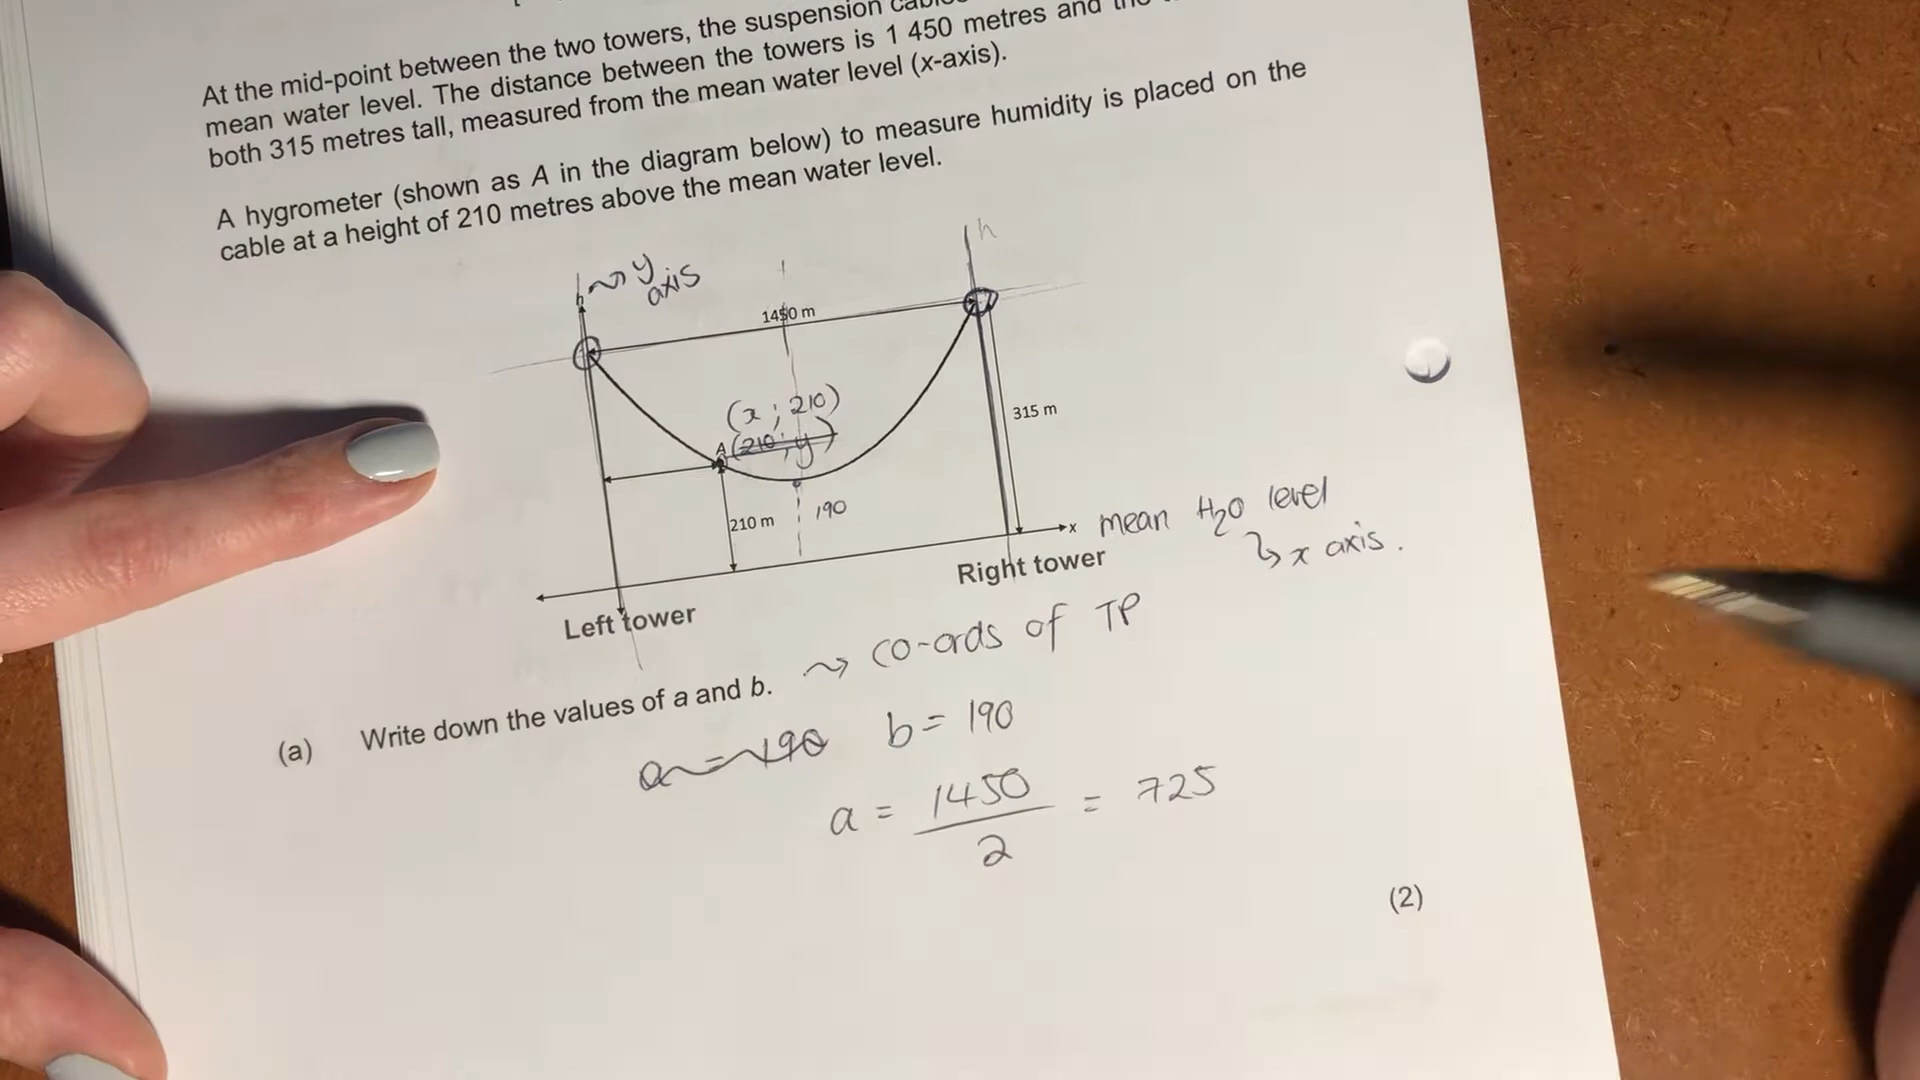 At the mid-point between the two towers, the suspension
mean water level. The distance between the towers is 1 450 metres and
both 315 metres tall, measured from the mean water level (x-axis).
A hygrometer (shown as A in the diagram below) to measure humidity is placed on the
cable at a height of 210 metres above the mean water level.
h
y axis
h
1450 m
(x ; 210)
A (210 ; y)
315 m
210 m
190
x
mean H2O level
↳ x axis.
Right tower
Left tower
(a) Write down the values of a and b. ⇝ co-ords of TP
a = 190 b = 190
a = 1450 / 2 = 725
(2)